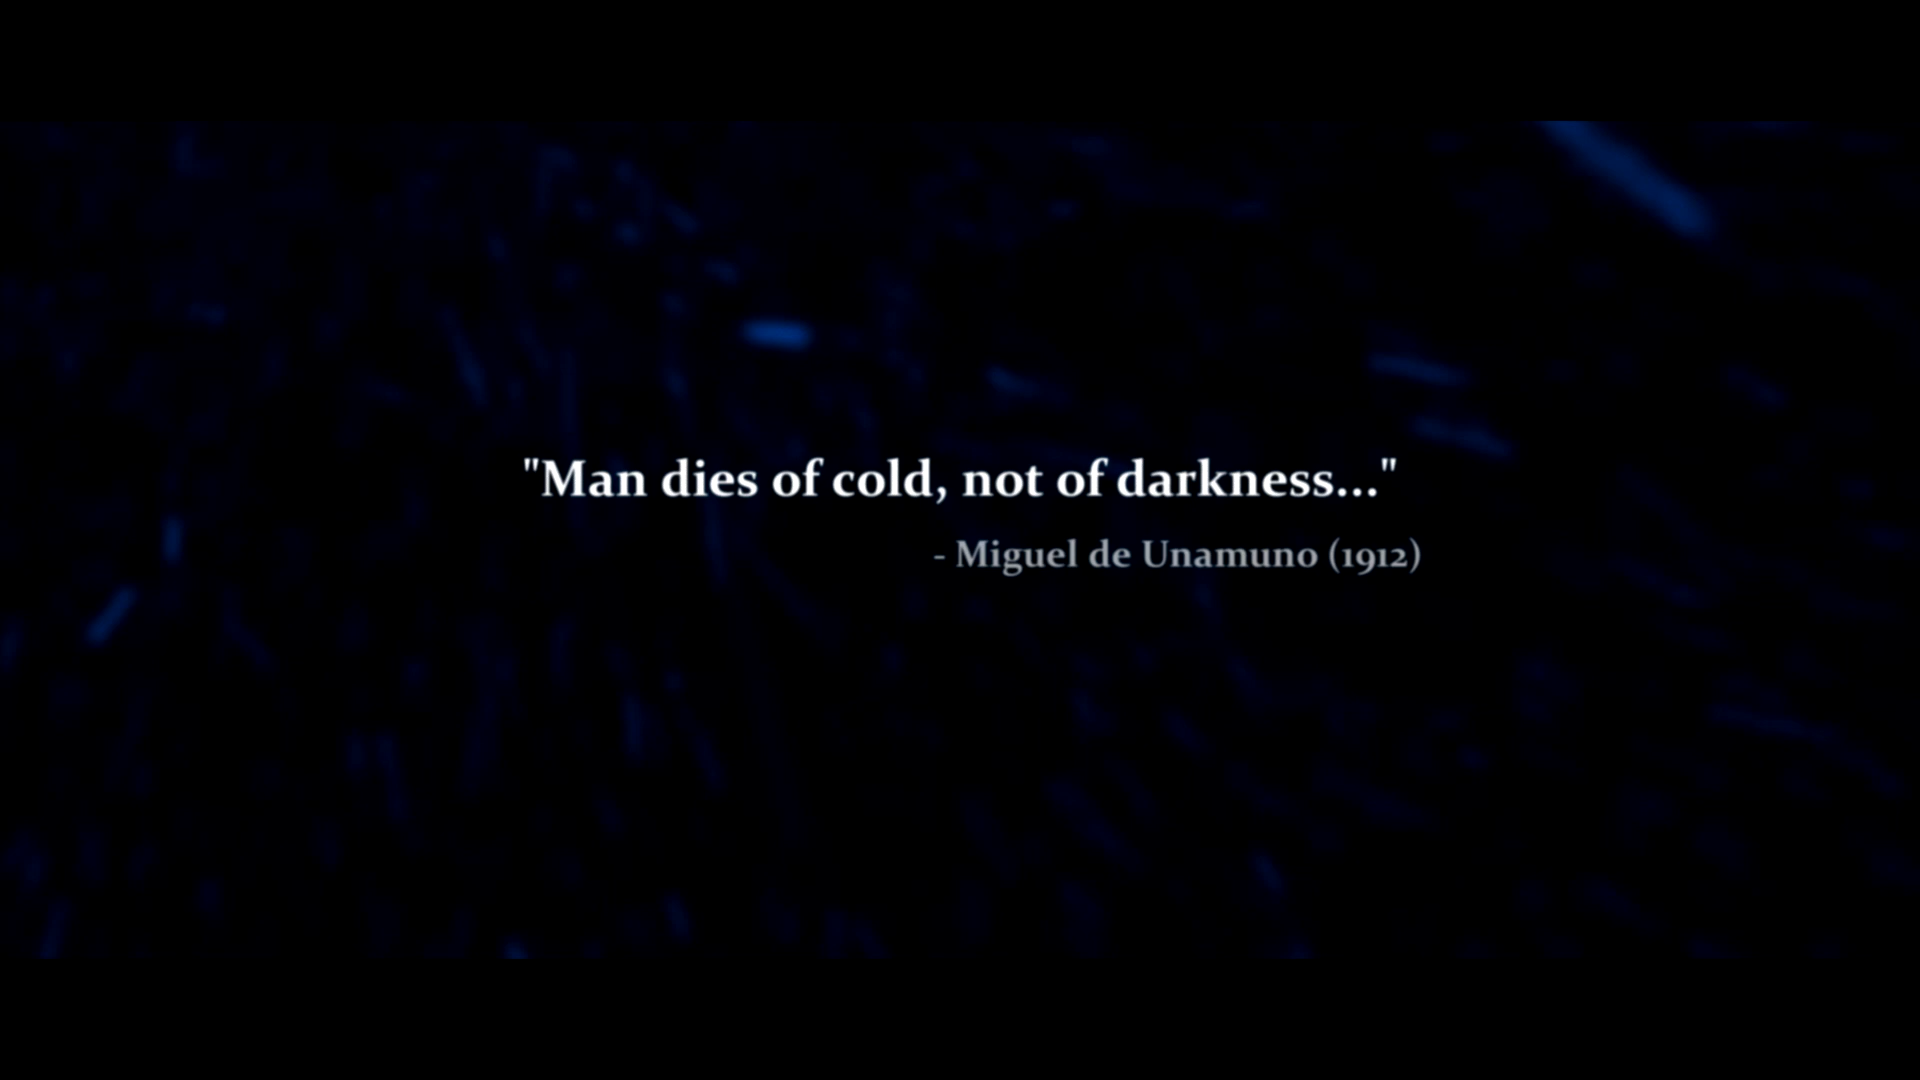 "Man dies of cold, not of darkness..."
- Miguel de Unamuno (1912)